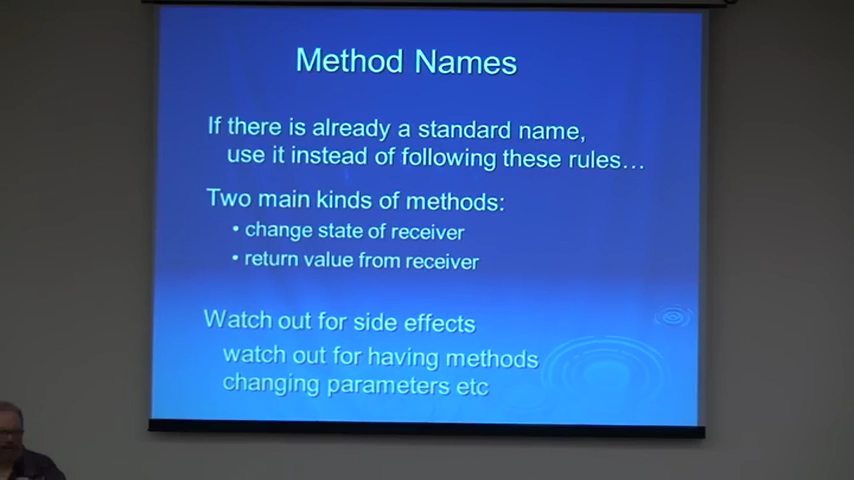 Method Names
If there is already a standard name,
use it instead of following these rules…
Two main kinds of methods:
• change state of receiver
• return value from receiver
Watch out for side effects
watch out for having methods
changing parameters etc